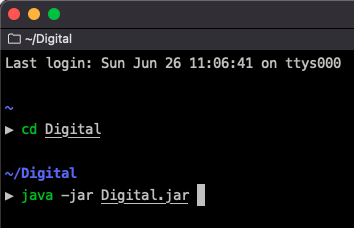 ~/Digital
Last login: Sun Jun 26 11:06:41 on ttys000
~
▶ cd Digital
~/Digital
▶ java -jar Digital.jar